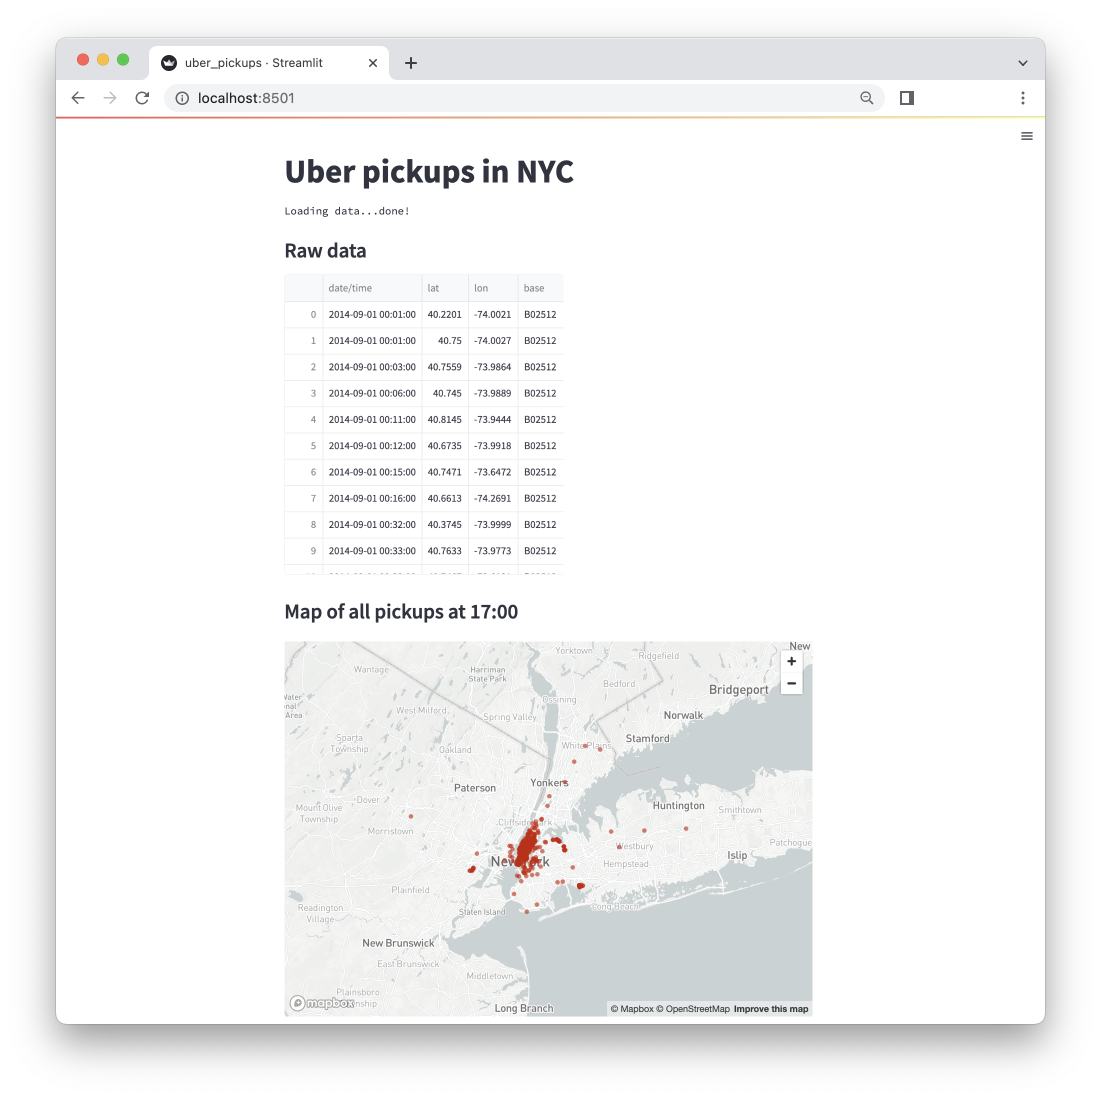 uber_pickups · Streamlit
localhost:8501
Uber pickups in NYC
Loading data...done!
Raw data
date/time lat lon base
0 2014-09-01 00:01:00 40.2201 -74.0021 B02512
1 2014-09-01 00:01:00 40.75 -74.0027 B02512
2 2014-09-01 00:03:00 40.7559 -73.9864 B02512
3 2014-09-01 00:06:00 40.745 -73.9889 B02512
4 2014-09-01 00:11:00 40.8145 -73.9444 B02512
5 2014-09-01 00:12:00 40.6735 -73.9918 B02512
6 2014-09-01 00:15:00 40.7471 -73.6472 B02512
7 2014-09-01 00:16:00 40.6613 -74.2691 B02512
8 2014-09-01 00:32:00 40.3745 -73.9999 B02512
9 2014-09-01 00:33:00 40.7633 -73.9773 B02512
Map of all pickups at 17:00
New
Yorktown
Ridgefield
Wantage
Harriman
State Park
+
−
Bedford
Bridgeport
Ossining
Water
nal
Area
West Milford
Spring Valley
Norwalk
Sparta
Township
Oakland
White Plains
Stamford
Paterson
Yonkers
Dover
Mount Olive
Township
Huntington
Smithtown
Cliffside Park
Morristown
Westbury
Patchogue
New York
Hempstead
Islip
Plainfield
Readington
Village
Staten Island
Long Beach
New Brunswick
East Brunswick
Middletown
Plainsboro
Township
mapbox
Long Branch
© Mapbox © OpenStreetMap Improve this map